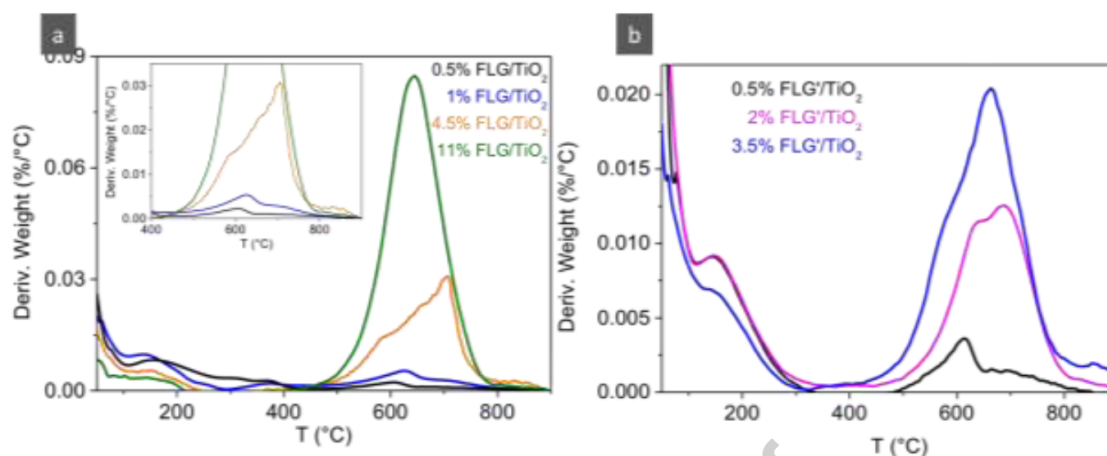 a
0.09
0.06
0.03
0.00
Deriv. Weight (%/°C)
200
400
600
800
T (°C)
0.03
0.02
0.01
0.00
Deriv. Weight (%/°C)
400
600
800
T (°C)
0.5% FLG/TiO₂
1% FLG/TiO₂
4.5% FLG/TiO₂
11% FLG/TiO₂
b
0.020
0.015
0.010
0.005
0.000
Deriv. Weight (%/°C)
200
400
600
800
T (°C)
0.5% FLG'/TiO₂
2% FLG'/TiO₂
3.5% FLG'/TiO₂